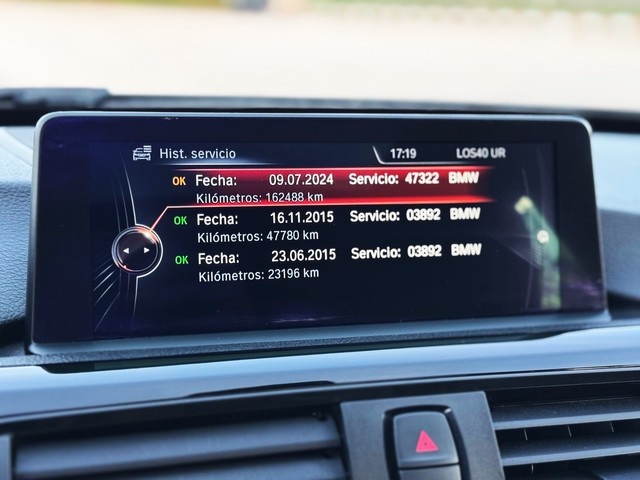 Hist. servicio 17:19 LOS40 UR
OK Fecha: 09.07.2024 Servicio: 47322 BMW
Kilómetros: 162488 km
OK Fecha: 16.11.2015 Servicio: 03892 BMW
Kilómetros: 47780 km
OK Fecha: 23.06.2015 Servicio: 03892 BMW
Kilómetros: 23196 km